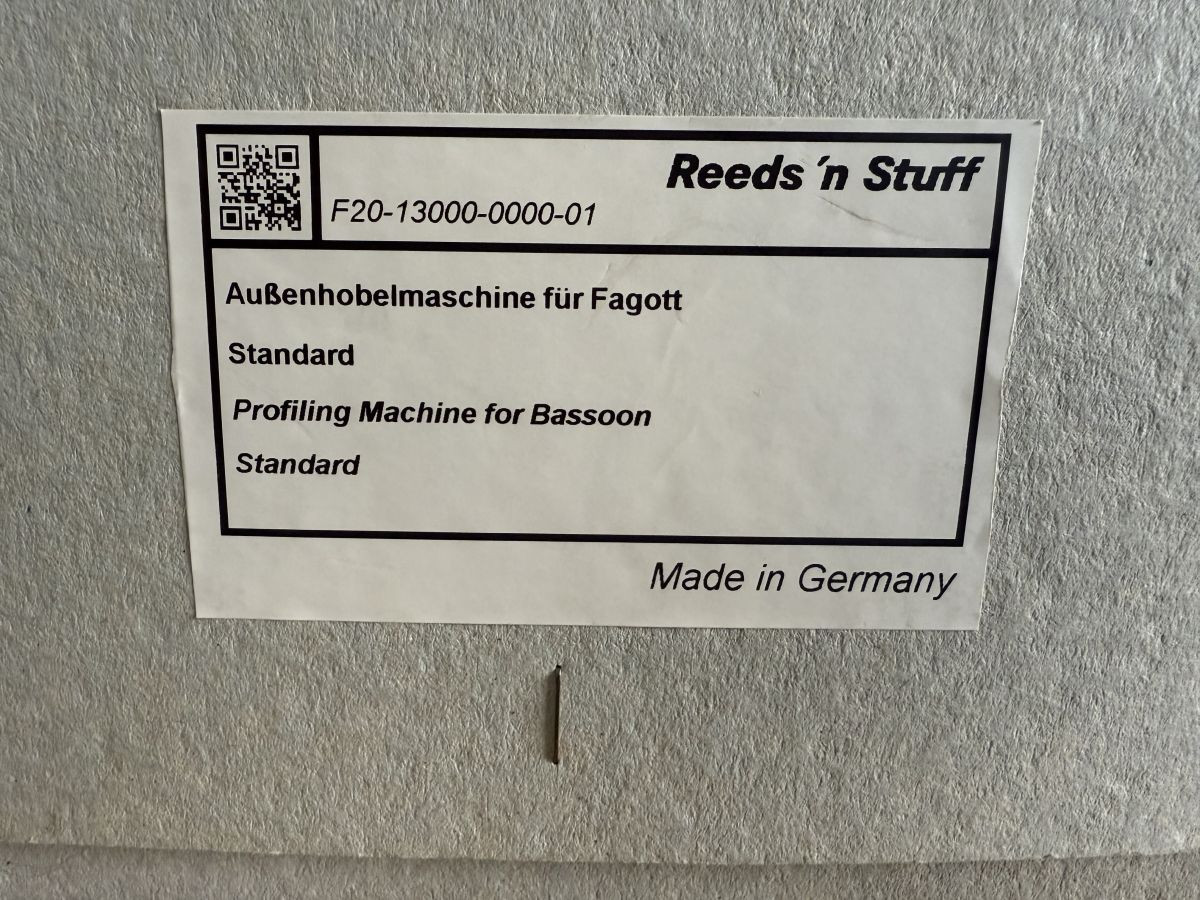 Reeds ´n Stuff
F20-13000-0000-01
Außenhobelmaschine für Fagott
Standard
Profiling Machine for Bassoon
Standard
Made in Germany